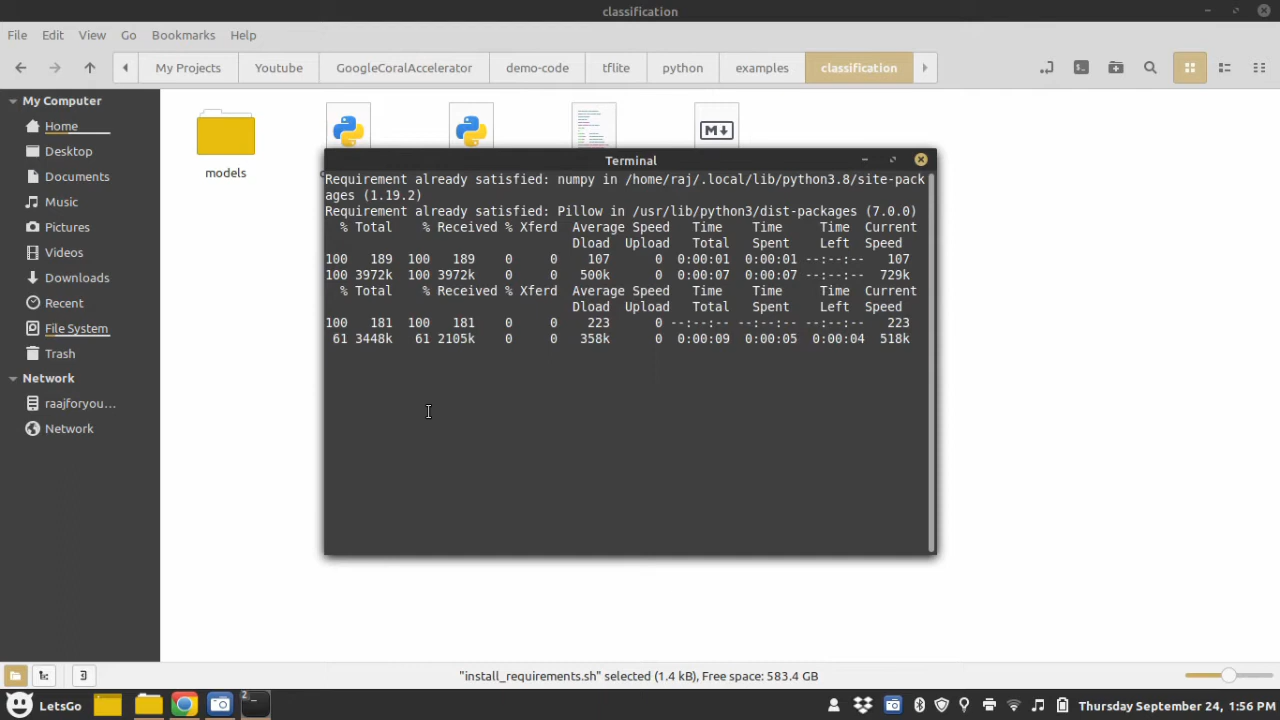 classification
File Edit View Go Bookmarks Help
My Projects Youtube GoogleCoralAccelerator demo-code tflite python examples classification
My Computer
Home
Desktop
Documents
Music
Pictures
Videos
Downloads
Recent
File System
Trash
Network
raajforyou...
Network
models
M
Terminal
Requirement already satisfied: numpy in /home/raj/.local/lib/python3.8/site-pack
ages (1.19.2)
Requirement already satisfied: Pillow in /usr/lib/python3/dist-packages (7.0.0)
% Total % Received % Xferd Average Speed Time Time Time Current
Dload Upload Total Spent Left Speed
100 189 100 189 0 0 107 0 0:00:01 0:00:01 --:--:-- 107
100 3972k 100 3972k 0 0 500k 0 0:00:07 0:00:07 --:--:-- 729k
% Total % Received % Xferd Average Speed Time Time Time Current
Dload Upload Total Spent Left Speed
100 181 100 181 0 0 223 0 --:--:-- --:--:-- --:--:-- 223
61 3448k 61 2105k 0 0 358k 0 0:00:09 0:00:05 0:00:04 518k
"install_requirements.sh" selected (1.4 kB), Free space: 583.4 GB
LetsGo 2 Thursday September 24, 1:56 PM